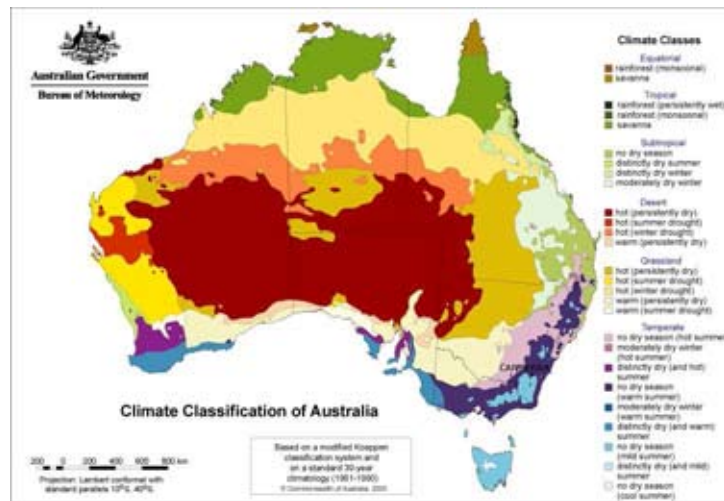 Australian Government
Bureau of Meteorology
Climate Classes
Equatorial
rainforest (monsoonal)
savanna
Tropical
rainforest (persistently wet)
rainforest (monsoonal)
savanna
Subtropical
no dry season
distinctly dry summer
distinctly dry winter
moderately dry winter
Desert
hot (persistently dry)
hot (summer drought)
hot (winter drought)
warm (persistently dry)
Grassland
hot (persistently dry)
hot (summer drought)
hot (winter drought)
warm (persistently dry)
warm (summer drought)
Temperate
no dry season (hot summer)
moderately dry winter
(hot summer)
distinctly dry (and hot)
summer
no dry season
(warm summer)
moderately dry winter
(warm summer)
distinctly dry (and warm)
summer
no dry season
(mild summer)
distinctly dry (and mild)
summer
no dry season
(cool summer)
Climate Classification of Australia
200 0 200 400 600 800 km
Projection: Lambert conformal with
standard parallels 10°S, 40°S.
Based on a modified Koeppen
classification system and
on a standard 30-year
climatology (1961-1990)
© Commonwealth of Australia,